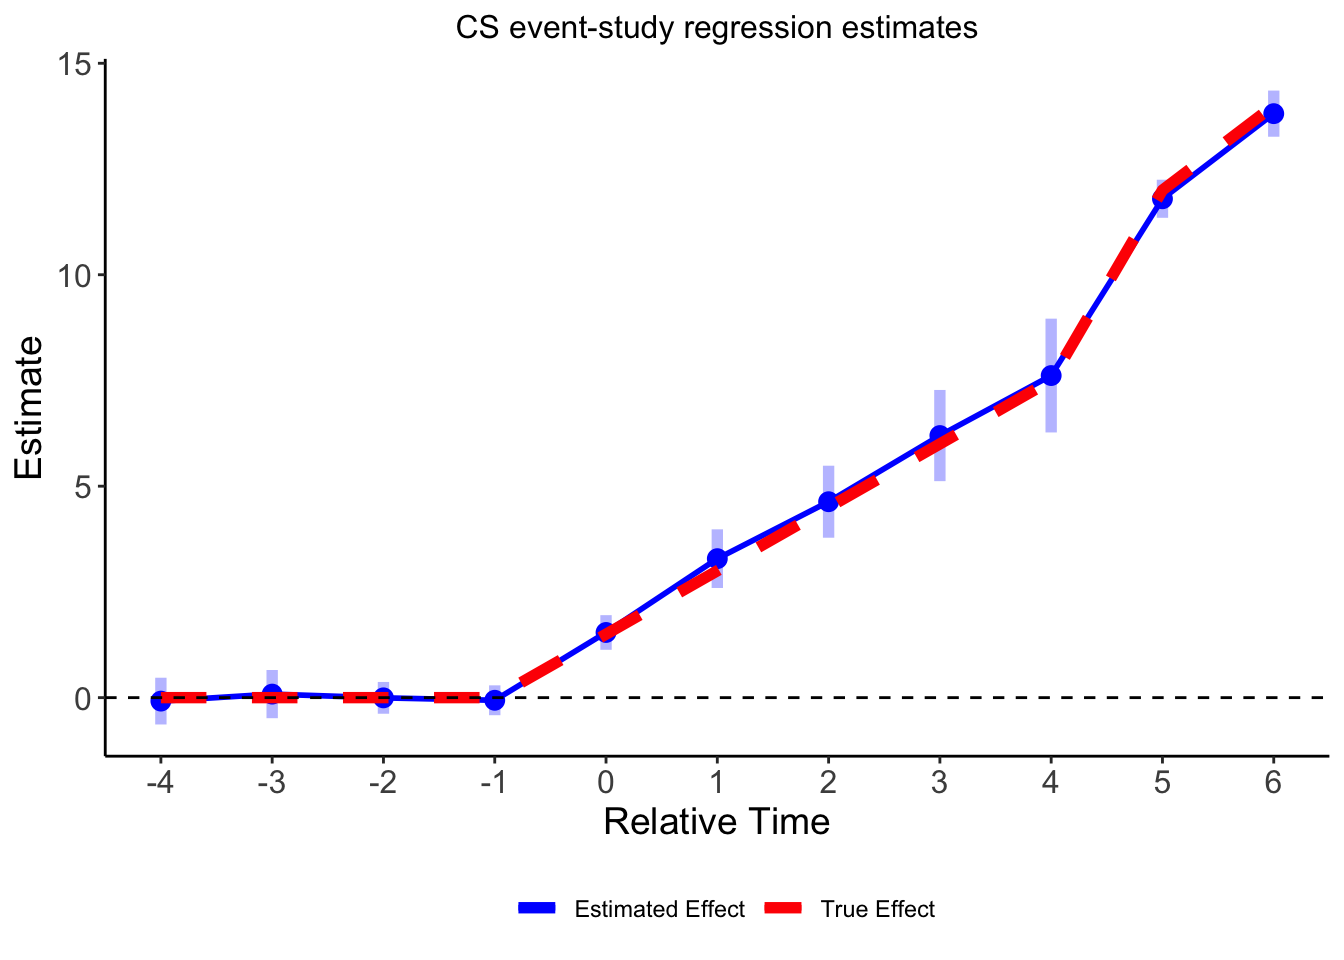 CS event-study regression estimates
15
10
5
0
Estimate
-4 -3 -2 -1 0 1 2 3 4 5 6
Relative Time
Estimated Effect True Effect